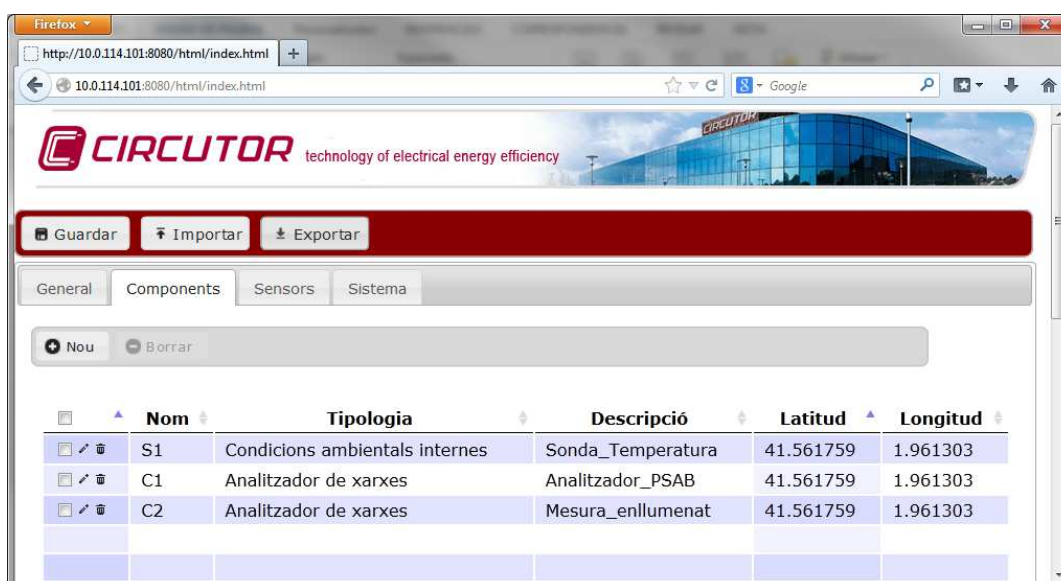 Firefox
http://10.0.114.101:8080/html/index.html +
10.0.114.101:8080/html/index.html Google
CIRCUTOR technology of electrical energy efficiency CIRCUTOR
Guardar Importar Exportar
General Components Sensors Sistema
Nou Borrar
Nom Tipologia Descripció Latitud Longitud
S1 Condicions ambientals internes Sonda_Temperatura 41.561759 1.961303
C1 Analitzador de xarxes Analitzador_PSAB 41.561759 1.961303
C2 Analitzador de xarxes Mesura_enllumenat 41.561759 1.961303